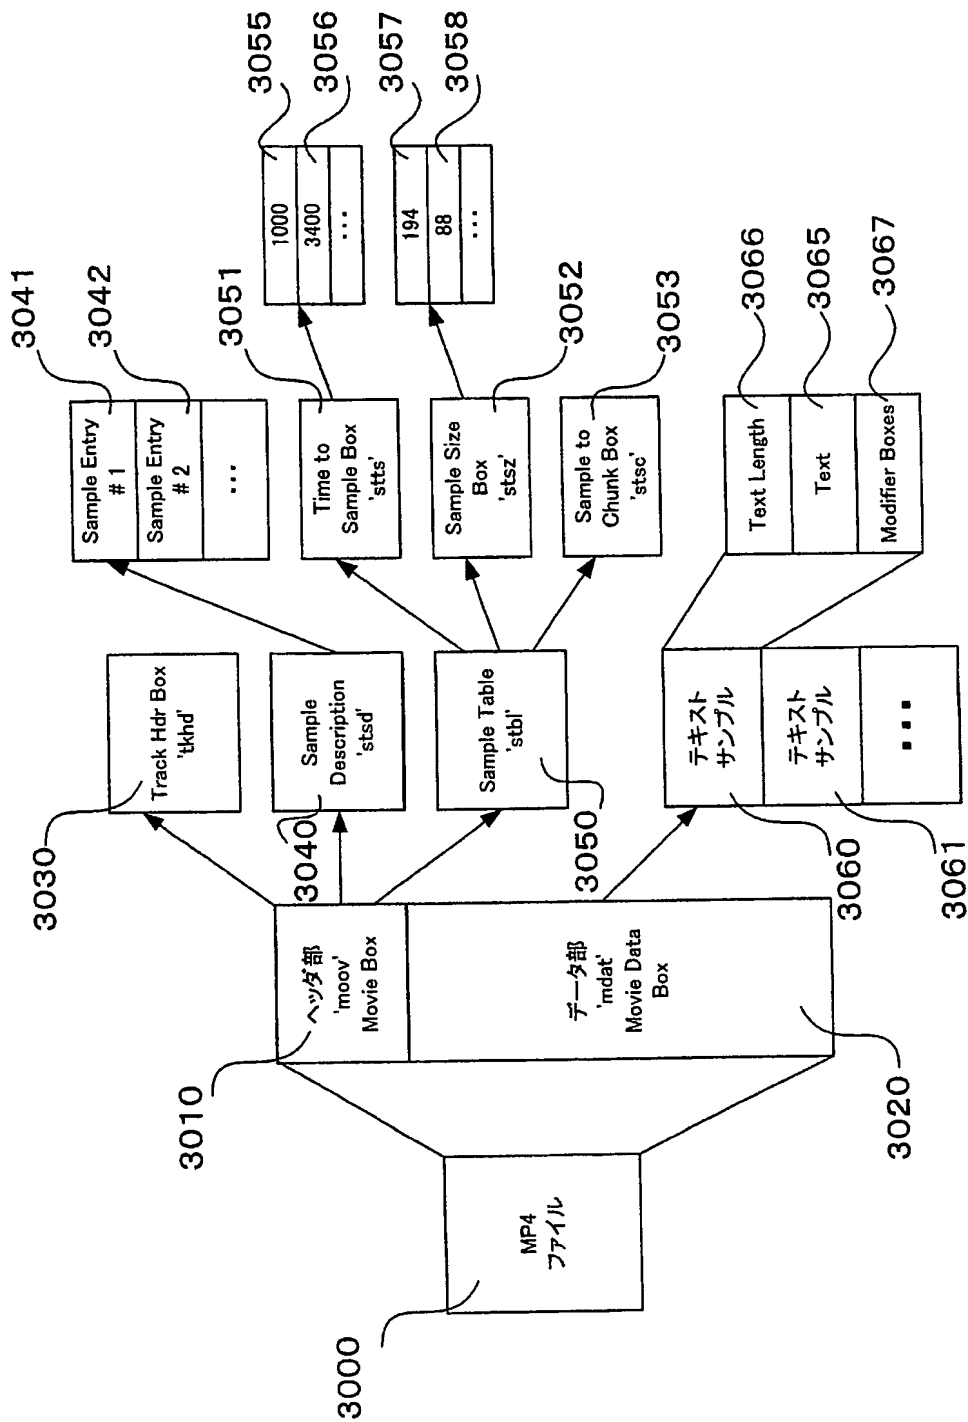 3000
MP4
ファイル
3010
ヘッダ部
'moov'
Movie Box
データ部
'mdat'
Movie Data
Box
3020
3030
Track Hdr Box
'tkhd'
3040
Sample
Description
'stsd'
Sample Table
'stbl'
3050
テキスト
サンプル
テキスト
サンプル
...
3060
3061
3041
3042
Sample Entry
# 1
Sample Entry
# 2
...
3051
Time to
Sample Box
'stts'
Sample Size
Box
'stsz'
3052
Sample to
Chunk Box
'stsc'
3053
1000
3400
...
3055
3056
194
88
...
3057
3058
Text Length
Text
Modifier Boxes
3066
3065
3067